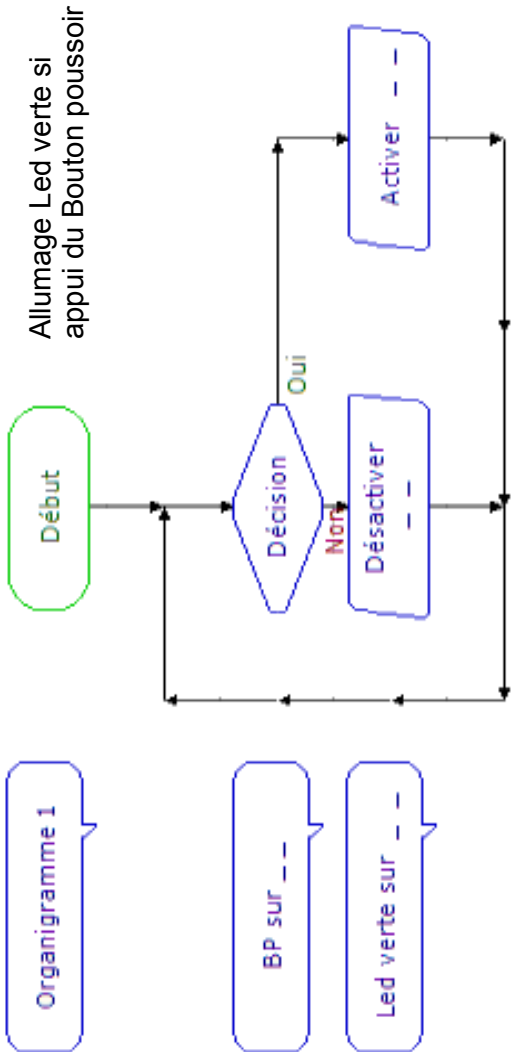 Organigramme 1
Début
Allumage Led verte si
appui du Bouton poussoir
BP sur _ _
Décision
Oui
Non
Led verte sur _ _
Désactiver
_ _
Activer _ _